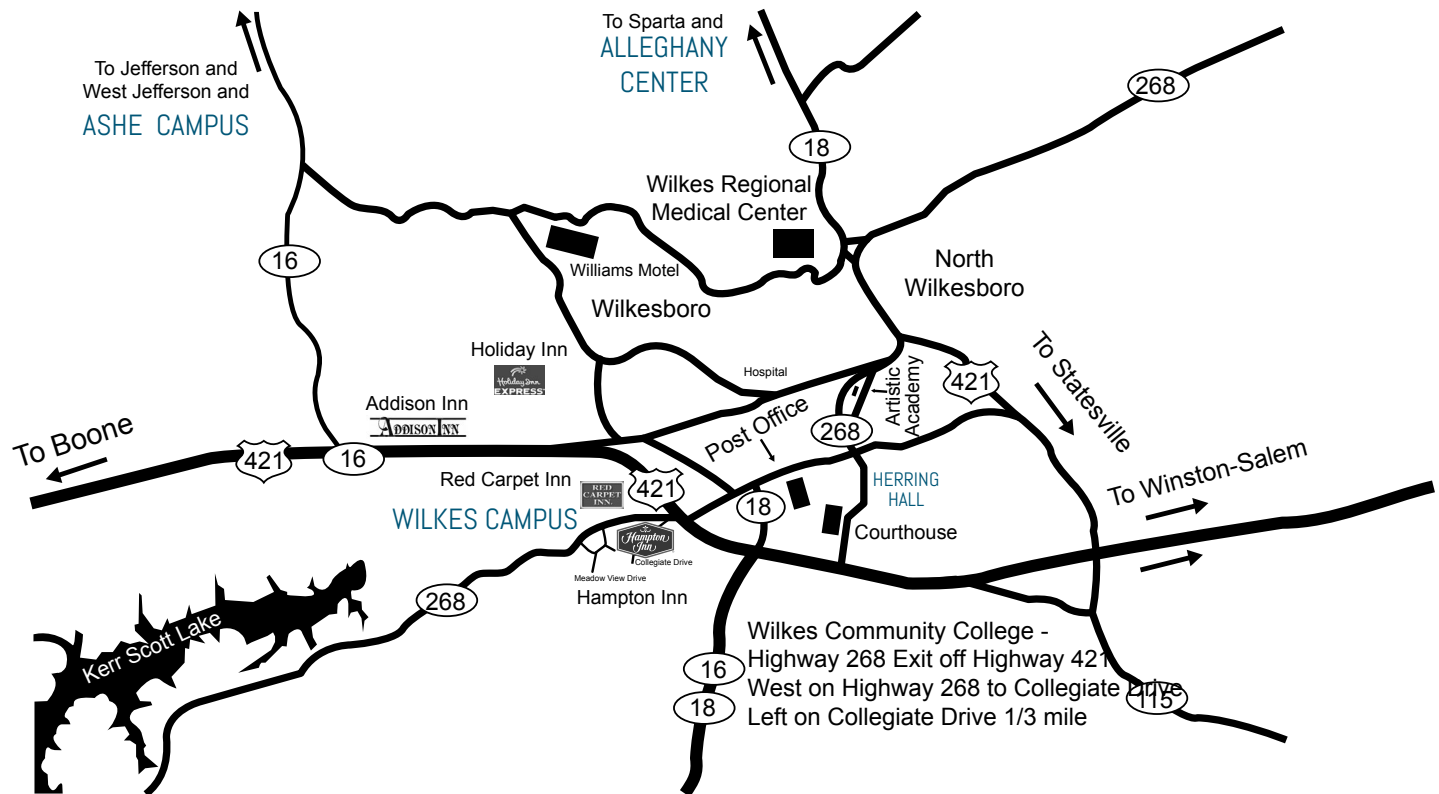 To Sparta and
ALLEGHANY
CENTER
To Jefferson and
West Jefferson and
ASHE CAMPUS
268
18
Wilkes Regional
Medical Center
16
Williams Motel
North
Wilkesboro
Wilkesboro
Holiday Inn
Holiday Inn
EXPRESS
Hospital
To Statesville
421
Artistic
Academy
Addison Inn
ADDISON INN
Post Office
268
To Boone
421
16
Red Carpet Inn
RED
CARPET
INN.
421
HERRING
HALL
To Winston-Salem
WILKES CAMPUS
18
Courthouse
Hampton
Inn
Collegiate Drive
Meadow View Drive
Hampton Inn
268
Kerr Scott Lake
Wilkes Community College -
Highway 268 Exit off Highway 421
West on Highway 268 to Collegiate Drive
Left on Collegiate Drive 1/3 mile
16
18
115